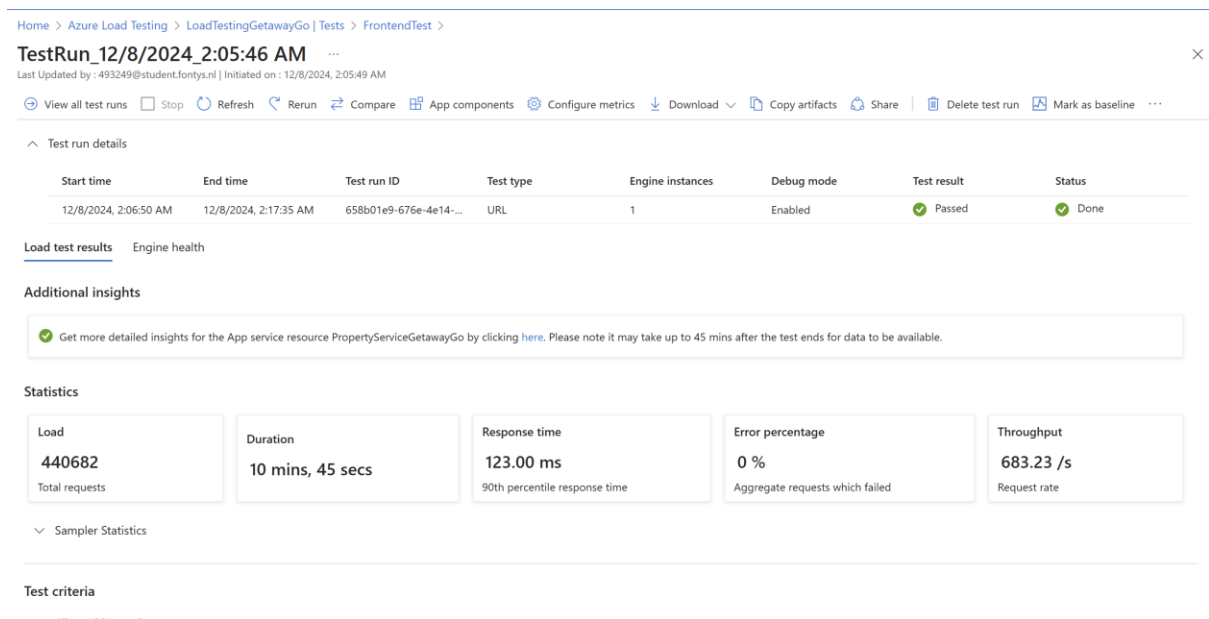 Home > Azure Load Testing > LoadTestingGetawayGo | Tests > FrontendTest >
TestRun_12/8/2024_2:05:46 AM ...
Last Updated by : 493249@student.fontys.nl | Initiated on : 12/8/2024, 2:05:49 AM
View all test runs Stop Refresh Rerun Compare App components Configure metrics Download Copy artifacts Share Delete test run Mark as baseline ...
Test run details
Start time End time Test run ID Test type Engine instances Debug mode Test result Status
12/8/2024, 2:06:50 AM 12/8/2024, 2:17:35 AM 658b01e9-676e-4e14-... URL 1 Enabled Passed Done
Load test results Engine health
Additional insights
Get more detailed insights for the App service resource PropertyServiceGetawayGo by clicking here. Please note it may take up to 45 mins after the test ends for data to be available.
Statistics
Load Duration Response time Error percentage Throughput
440682 10 mins, 45 secs 123.00 ms 0 % 683.23 /s
Total requests 90th percentile response time Aggregate requests which failed Request rate
Sampler Statistics
Test criteria